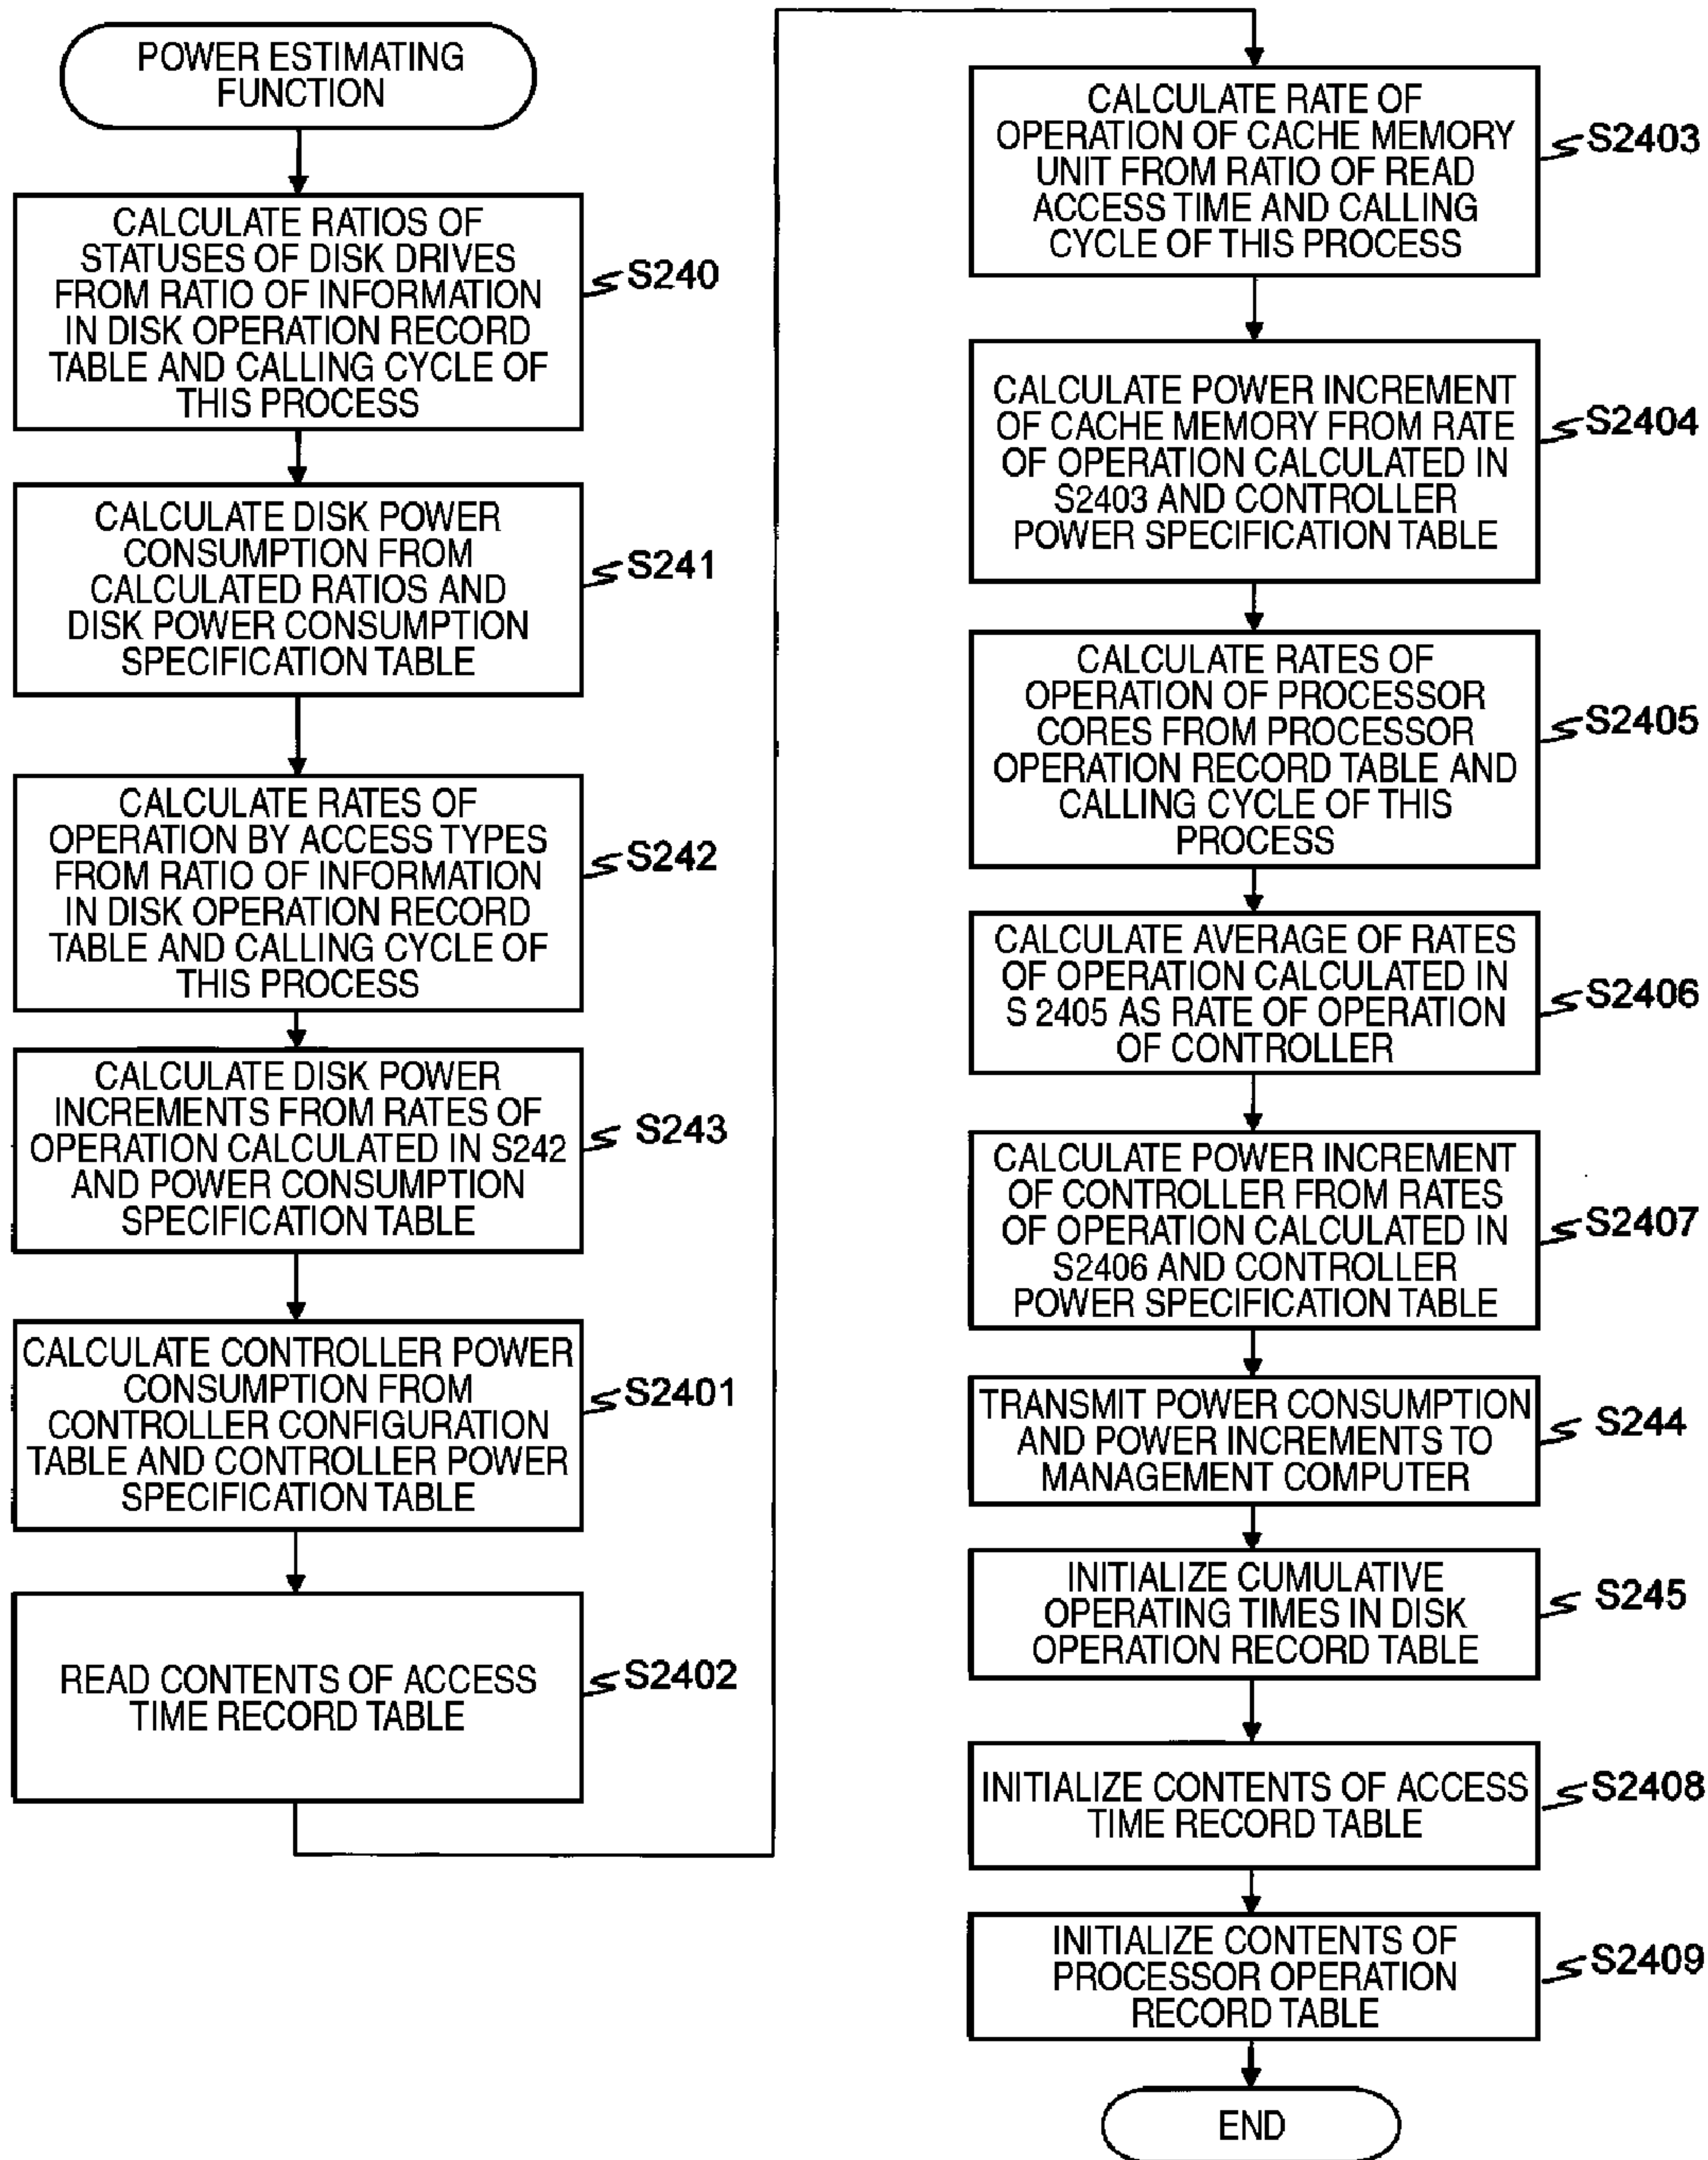 POWER ESTIMATING
FUNCTION
CALCULATE RATIOS OF
STATUSES OF DISK DRIVES
FROM RATIO OF INFORMATION
IN DISK OPERATION RECORD
TABLE AND CALLING CYCLE OF
THIS PROCESS
S240
CALCULATE DISK POWER
CONSUMPTION FROM
CALCULATED RATIOS AND
DISK POWER CONSUMPTION
SPECIFICATION TABLE
S241
CALCULATE RATES OF
OPERATION BY ACCESS TYPES
FROM RATIO OF INFORMATION
IN DISK OPERATION RECORD
TABLE AND CALLING CYCLE OF
THIS PROCESS
S242
CALCULATE DISK POWER
INCREMENTS FROM RATES OF
OPERATION CALCULATED IN S242
AND POWER CONSUMPTION
SPECIFICATION TABLE
S243
CALCULATE CONTROLLER POWER
CONSUMPTION FROM
CONTROLLER CONFIGURATION
TABLE AND CONTROLLER POWER
SPECIFICATION TABLE
S2401
READ CONTENTS OF ACCESS
TIME RECORD TABLE
S2402
CALCULATE RATE OF
OPERATION OF CACHE MEMORY
UNIT FROM RATIO OF READ
ACCESS TIME AND CALLING
CYCLE OF THIS PROCESS
S2403
CALCULATE POWER INCREMENT
OF CACHE MEMORY FROM RATE
OF OPERATION CALCULATED IN
S2403 AND CONTROLLER
POWER SPECIFICATION TABLE
S2404
CALCULATE RATES OF
OPERATION OF PROCESSOR
CORES FROM PROCESSOR
OPERATION RECORD TABLE AND
CALLING CYCLE OF THIS
PROCESS
S2405
CALCULATE AVERAGE OF RATES
OF OPERATION CALCULATED IN
S 2405 AS RATE OF OPERATION
OF CONTROLLER
S2406
CALCULATE POWER INCREMENT
OF CONTROLLER FROM RATES
OF OPERATION CALCULATED IN
S2406 AND CONTROLLER
POWER SPECIFICATION TABLE
S2407
TRANSMIT POWER CONSUMPTION
AND POWER INCREMENTS TO
MANAGEMENT COMPUTER
S244
INITIALIZE CUMULATIVE
OPERATING TIMES IN DISK
OPERATION RECORD TABLE
S245
INITIALIZE CONTENTS OF ACCESS
TIME RECORD TABLE
S2408
INITIALIZE CONTENTS OF
PROCESSOR OPERATION
RECORD TABLE
S2409
END